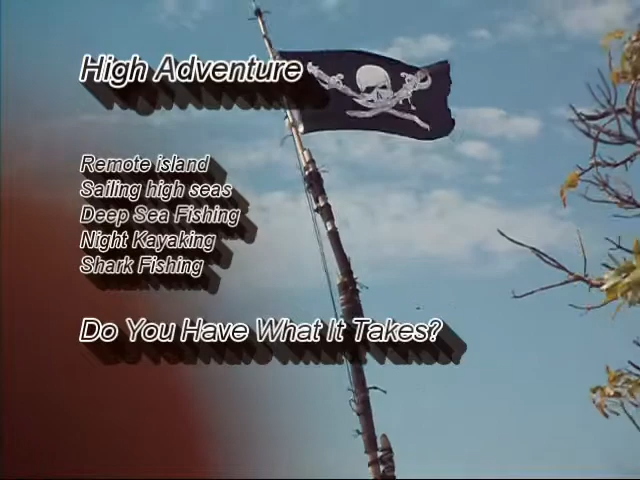 High Adventure
Remote island
Sailing high seas
Deep Sea Fishing
Night Kayaking
Shark Fishing
Do You Have What It Takes?